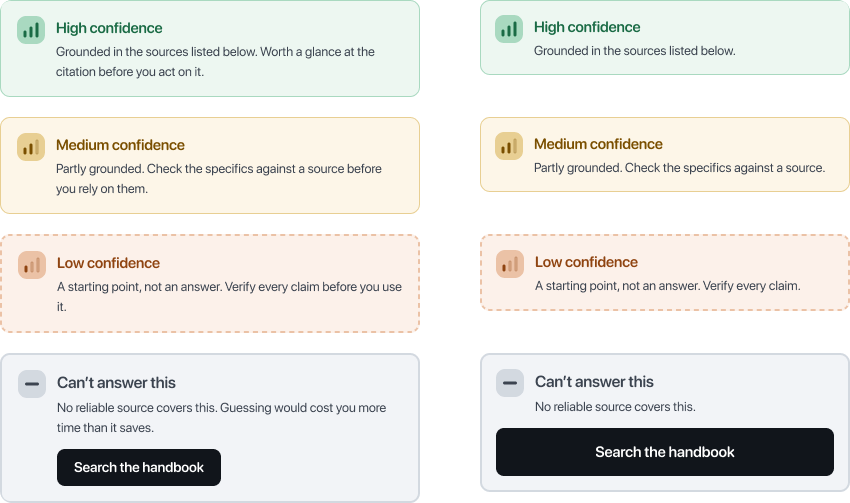 High confidence
Grounded in the sources listed below. Worth a glance at the
citation before you act on it.
Medium confidence
Partly grounded. Check the specifics against a source before
you rely on them.
Low confidence
A starting point, not an answer. Verify every claim before you use
it.
Can’t answer this
No reliable source covers this. Guessing would cost you more
time than it saves.
Search the handbook
High confidence
Grounded in the sources listed below.
Medium confidence
Partly grounded. Check the specifics against a source.
Low confidence
A starting point, not an answer. Verify every claim.
Can’t answer this
No reliable source covers this.
Search the handbook